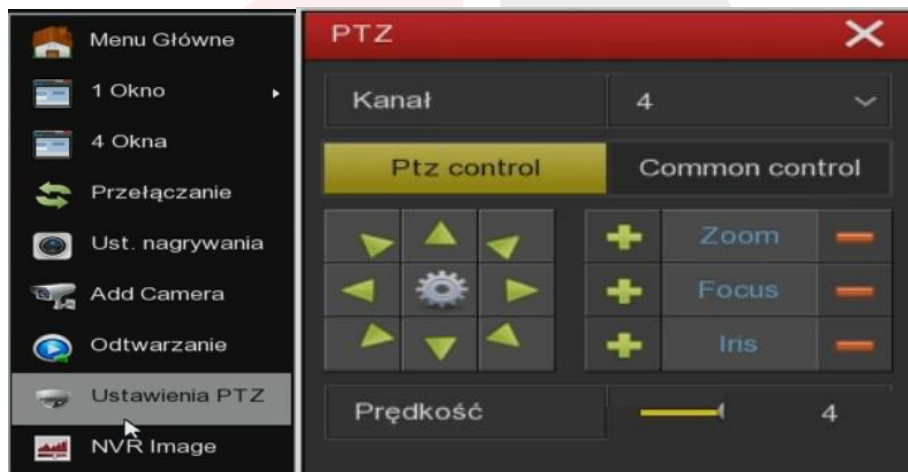 Menu Główne
1 Okno
4 Okna
Przełączanie
Ust. nagrywania
Add Camera
Odtwarzanie
Ustawienia PTZ
NVR Image
PTZ
Kanał 4
Ptz control Common control
Zoom
Focus
Iris
Prędkość 4